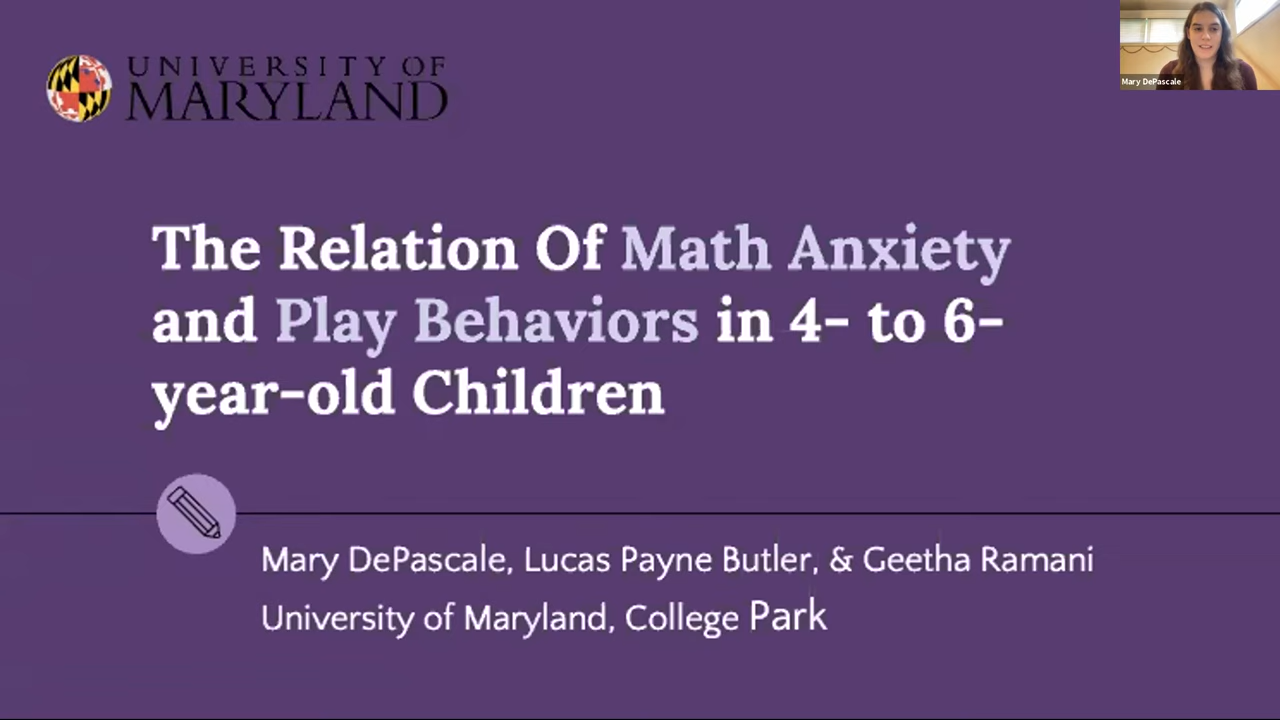 UNIVERSITY OF
MARYLAND
Mary DePascale
The Relation Of Math Anxiety
and Play Behaviors in 4- to 6-
year-old Children
Mary DePascale, Lucas Payne Butler, & Geetha Ramani
University of Maryland, College Park